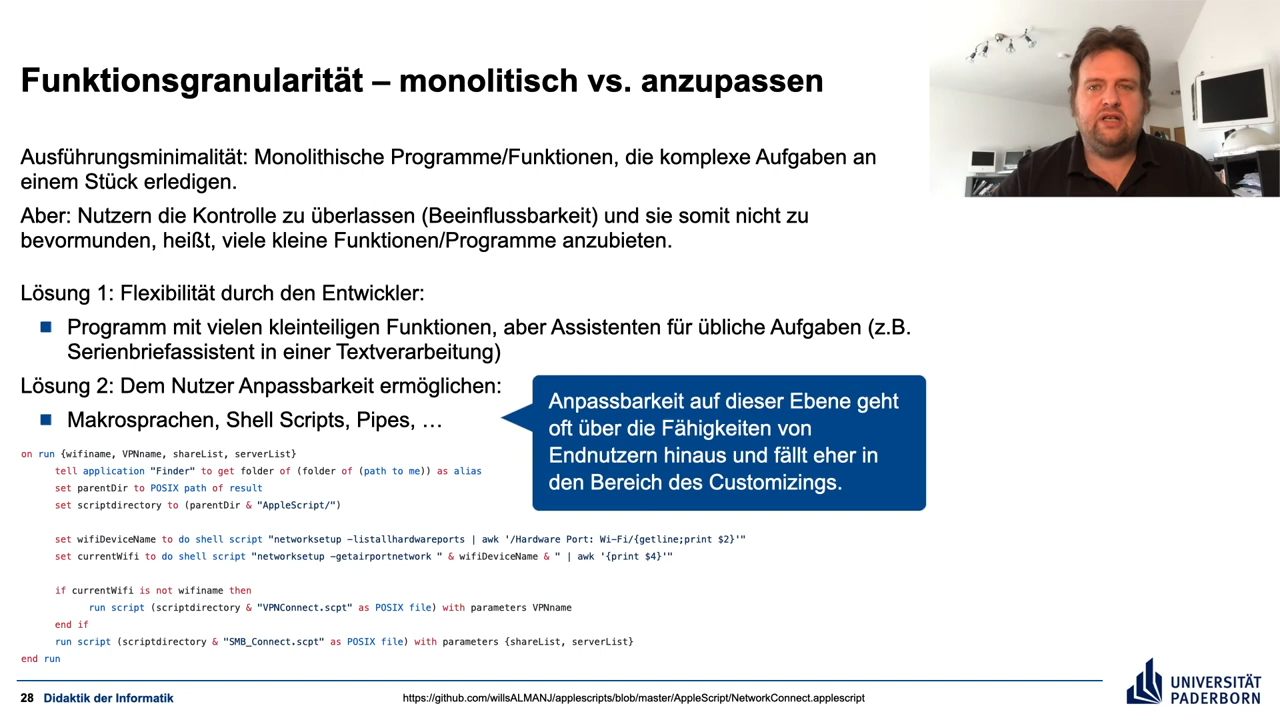 Funktionsgranularität – monolitisch vs. anzupassen
Ausführungsminimalität: Monolithische Programme/Funktionen, die komplexe Aufgaben an
einem Stück erledigen.
Aber: Nutzern die Kontrolle zu überlassen (Beeinflussbarkeit) und sie somit nicht zu
bevormunden, heißt, viele kleine Funktionen/Programme anzubieten.
Lösung 1: Flexibilität durch den Entwickler:
Programm mit vielen kleinteiligen Funktionen, aber Assistenten für übliche Aufgaben (z.B.
Serienbriefassistent in einer Textverarbeitung)
Lösung 2: Dem Nutzer Anpassbarkeit ermöglichen:
Makrosprachen, Shell Scripts, Pipes, …
Anpassbarkeit auf dieser Ebene geht
oft über die Fähigkeiten von
Endnutzern hinaus und fällt eher in
den Bereich des Customizings.
on run {wifiname, VPNname, shareList, serverList}
tell application "Finder" to get folder of (folder of (path to me)) as alias
set parentDir to POSIX path of result
set scriptdirectory to (parentDir & "AppleScript/")
set wifiDeviceName to do shell script "networksetup -listallhardwareports | awk '/Hardware Port: Wi-Fi/{getline;print $2}'"
set currentWifi to do shell script "networksetup -getairportnetwork " & wifiDeviceName & " | awk '{print $4}'"
if currentWifi is not wifiname then
run script (scriptdirectory & "VPNConnect.scpt" as POSIX file) with parameters VPNname
end if
run script (scriptdirectory & "SMB_Connect.scpt" as POSIX file) with parameters {shareList, serverList}
end run
28 Didaktik der Informatik
https://github.com/willsALMANJ/applescripts/blob/master/AppleScript/NetworkConnect.applescript
UNIVERSITÄT
PADERBORN